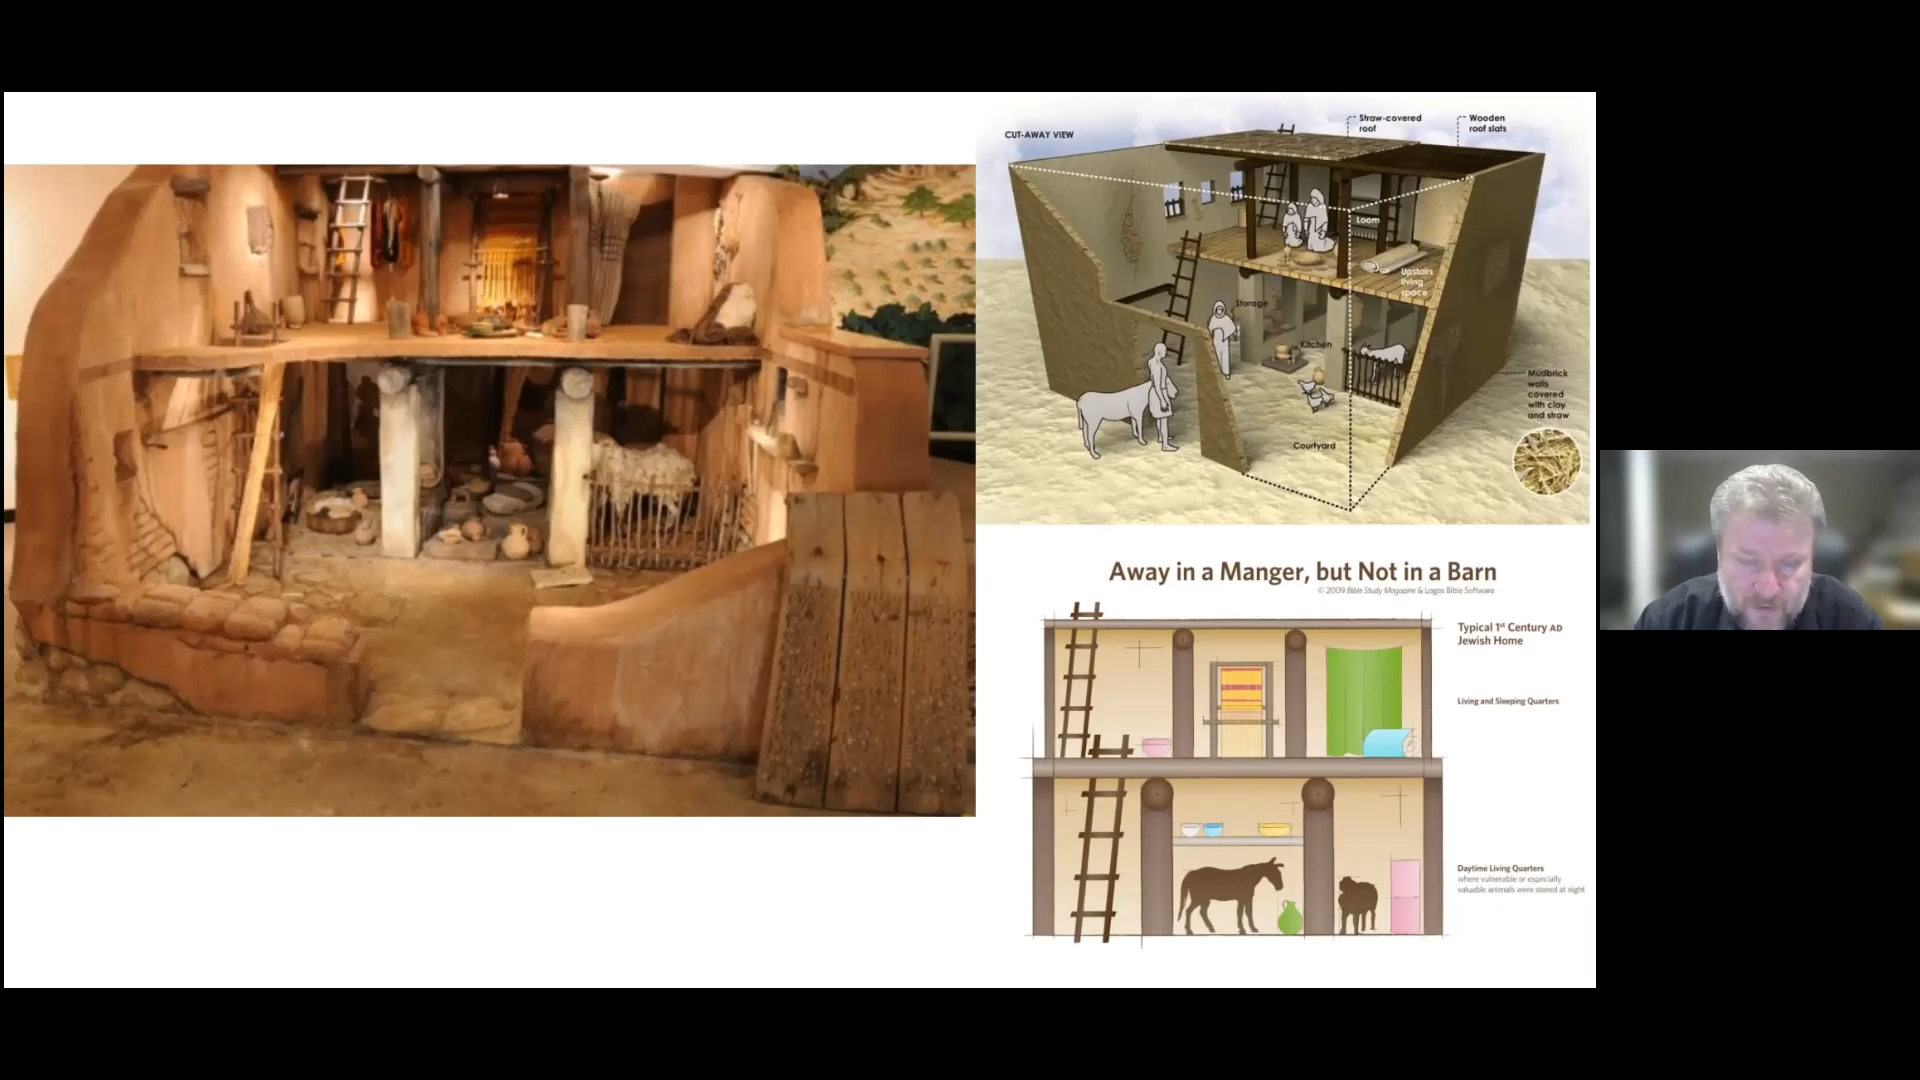 CUT-AWAY VIEW
Straw-covered
roof
Wooden
roof slats
Loom
Upstairs
living
space
Storage
Kitchen
Mudbrick
walls
covered
with clay
and straw
Courtyard
Away in a Manger, but Not in a Barn
© 2009 Bible Study Magazine & Logos Bible Software
Typical 1st Century AD
Jewish Home
Living and Sleeping Quarters
Daytime Living Quarters
where vulnerable or especially
valuable animals were stored at night